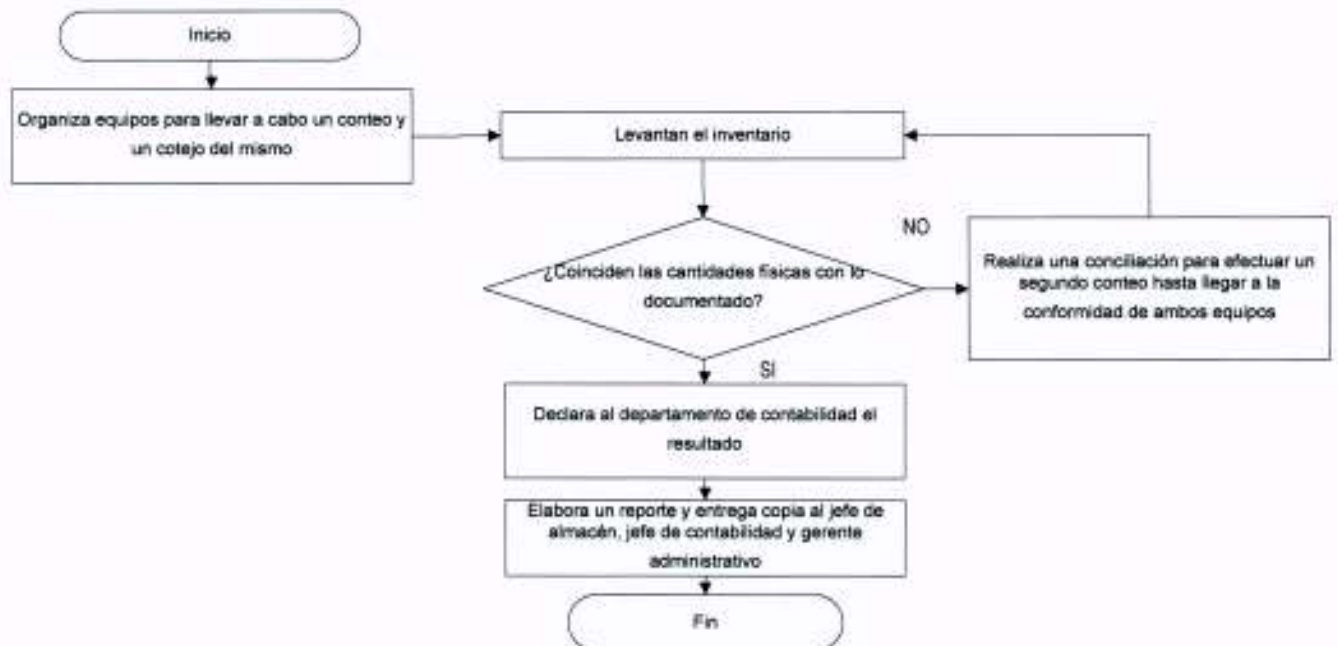 Inicio
Organiza equipos para llevar a cabo un conteo y
un cotejo del mismo
Levantan el inventario
¿Coinciden las cantidades físicas con lo
documentado?
NO
Realiza una conciliación para efectuar un
segundo conteo hasta llegar a la
conformidad de ambos equipos
SI
Declara al departamento de contabilidad el
resultado
Elabora un reporte y entrega copia al jefe de
almacén, jefe de contabilidad y gerente
administrativo
Fin